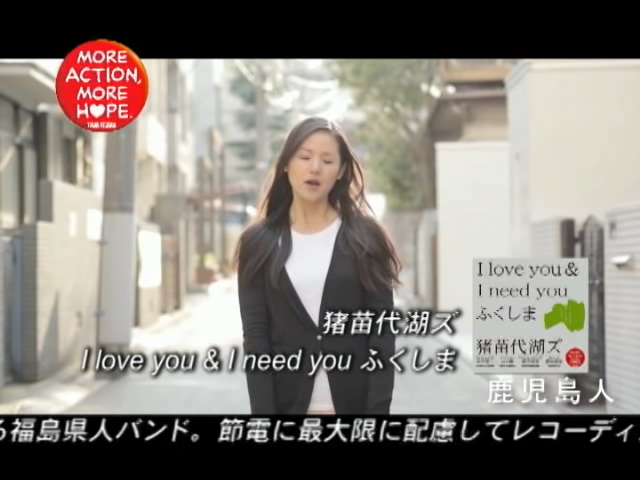 MORE
ACTION,
MORE
HOPE.
猪苗代湖ズ
I love you & I need you ふくしま
I love you &
I need you
ふくしま
猪苗代湖ズ
鹿児島人
る福島県人バンド。節電に最大限に配慮してレコーディ